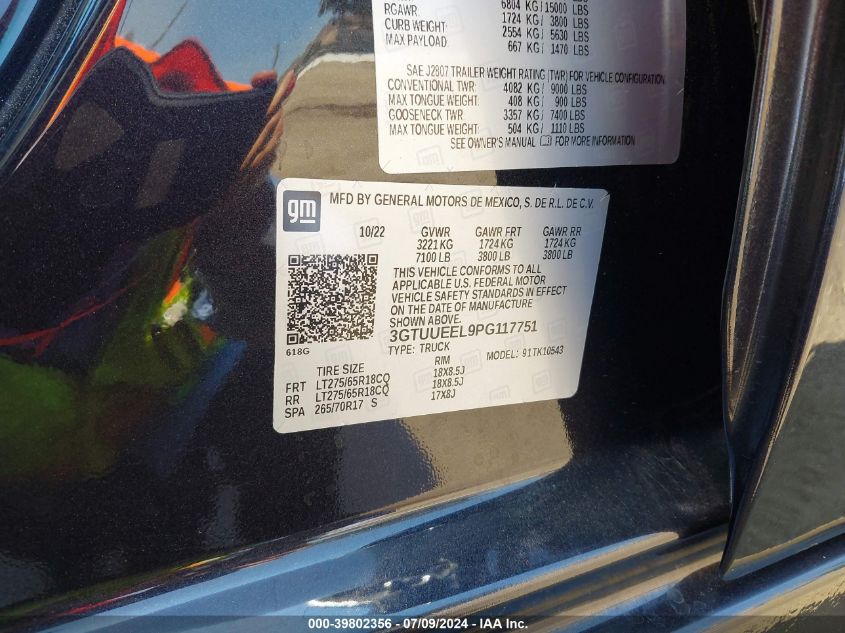 RGAWR: 6804 KG/15000 LBS
CURB WEIGHT: 1724 KG/ 3800 LBS
MAX PAYLOAD: 2554 KG/ 5630 LBS
667 KG/ 1470 LBS
SAE J2807 TRAILER WEIGHT RATING (TWR) FOR VEHICLE CONFIGURATION
CONVENTIONAL TWR: 4082 KG/ 9000 LBS
MAX TONGUE WEIGHT: 408 KG/ 900 LBS
GOOSENECK TWR: 3357 KG/ 7400 LBS
MAX TONGUE WEIGHT: 504 KG/ 1110 LBS
SEE OWNER'S MANUAL FOR MORE INFORMATION
gm
gm MFD BY GENERAL MOTORS DE MEXICO, S. DE R.L. DE C.V.
10/22 GVWR GAWR FRT GAWR RR
3221 KG 1724 KG 1724 KG
7100 LB 3800 LB 3800 LB
THIS VEHICLE CONFORMS TO ALL
APPLICABLE U.S. FEDERAL MOTOR
VEHICLE SAFETY STANDARDS IN EFFECT
ON THE DATE OF MANUFACTURE
SHOWN ABOVE.
3GTUUEEL9PG117751
618G TYPE: TRUCK MODEL: 91TK10543
TIRE SIZE RIM
FRT LT275/65R18CQ 18X8.5J
RR LT275/65R18CQ 18X8.5J
SPA 265/70R17 S 17X8J
000-39802356 - 07/09/2024 - IAA Inc.